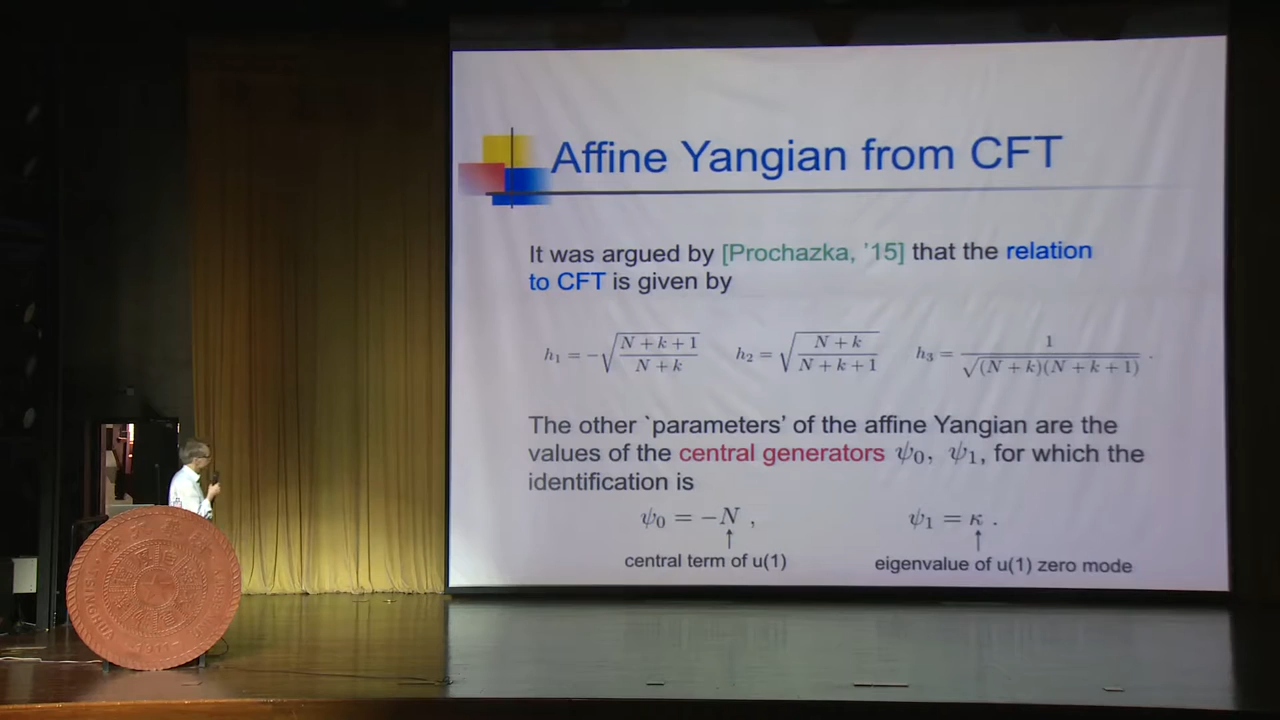 Affine Yangian from CFT
It was argued by [Prochazka, '15] that the relation
to CFT is given by
h₁ = −√((N + k + 1)/(N + k))   h₂ = √((N + k)/(N + k + 1))   h₃ = 1/√((N + k)(N + k + 1)) .
The other `parameters' of the affine Yangian are the
values of the central generators ψ₀, ψ₁, for which the
identification is
ψ₀ = −N ,   ψ₁ = κ .
↑ ↑
central term of u(1)   eigenvalue of u(1) zero mode
1911